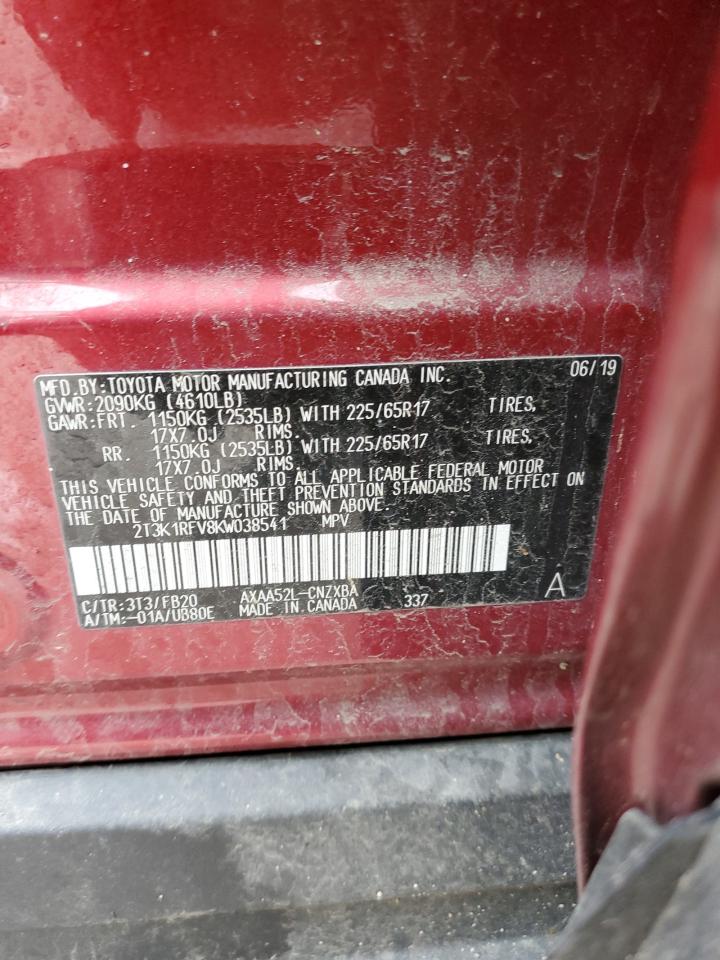 MFD.BY:TOYOTA MOTOR MANUFACTURING CANADA INC. 06/19
GVWR:2090KG (4610LB)
GAWR:FRT. 1150KG (2535LB) WITH 225/65R17 TIRES,
17X7.0J RIMS.
RR. 1150KG (2535LB) WITH 225/65R17 TIRES,
17X7.0J RIMS.
THIS VEHICLE CONFORMS TO ALL APPLICABLE FEDERAL MOTOR
VEHICLE SAFETY AND THEFT PREVENTION STANDARDS IN EFFECT ON
THE DATE OF MANUFACTURE SHOWN ABOVE.
2T3K1RFV8KW038541 MPV
C/TR:3T3/FB20 AXAA52L-CNZXBA A
A/TM:-01A/UB80E MADE IN CANADA 337